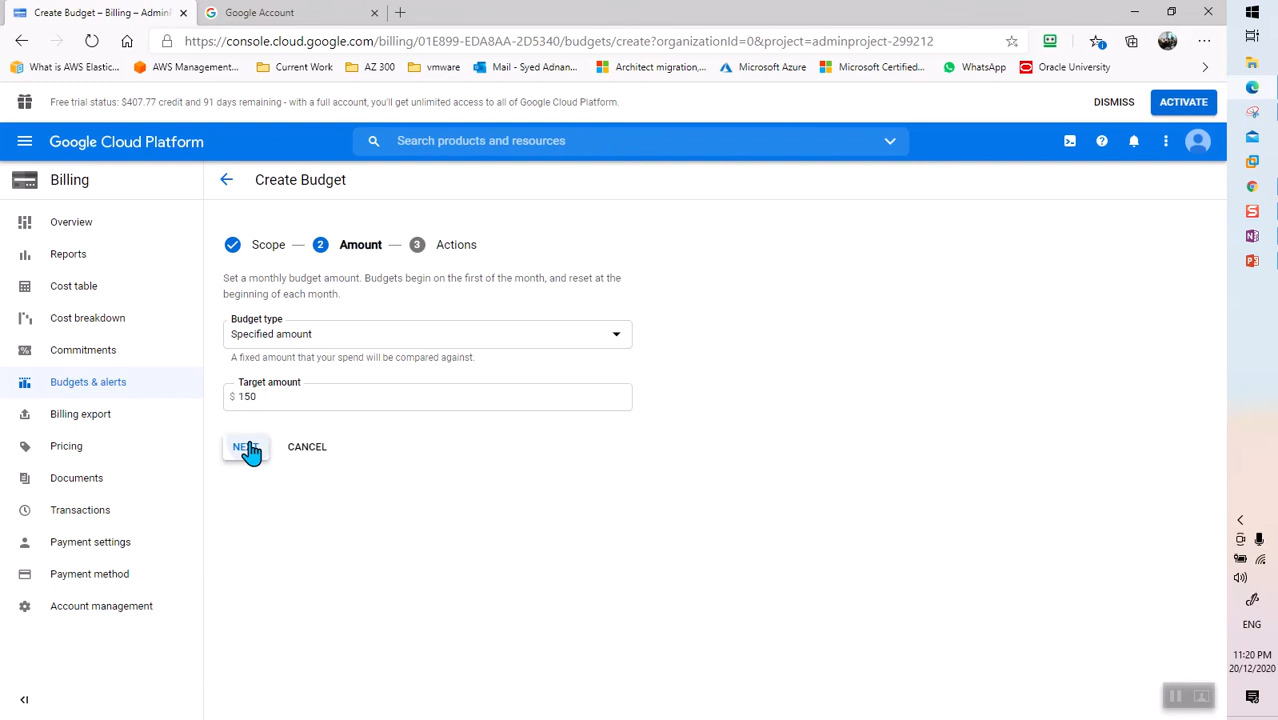 Create Budget – Billing – Admin
Google Account
https://console.cloud.google.com/billing/01E899-EDA8AA-2D5340/budgets/create?organizationId=0&project=adminproject-299212
What is AWS Elastic...
AWS Management...
Current Work
AZ 300
vmware
Mail - Syed Adnan...
Architect migration,...
Microsoft Azure
Microsoft Certified...
WhatsApp
Oracle University
Free trial status: $407.77 credit and 91 days remaining - with a full account, you'll get unlimited access to all of Google Cloud Platform.
DISMISS
ACTIVATE
Google Cloud Platform
Search products and resources
Billing
Create Budget
Overview
Reports
Cost table
Cost breakdown
Commitments
Budgets & alerts
Billing export
Pricing
Documents
Transactions
Payment settings
Payment method
Account management
Scope
2 Amount
3 Actions
Set a monthly budget amount. Budgets begin on the first of the month, and reset at the
beginning of each month.
Budget type
Specified amount
A fixed amount that your spend will be compared against.
Target amount
$ 150
NEXT
CANCEL
ENG
11:20 PM
20/12/2020